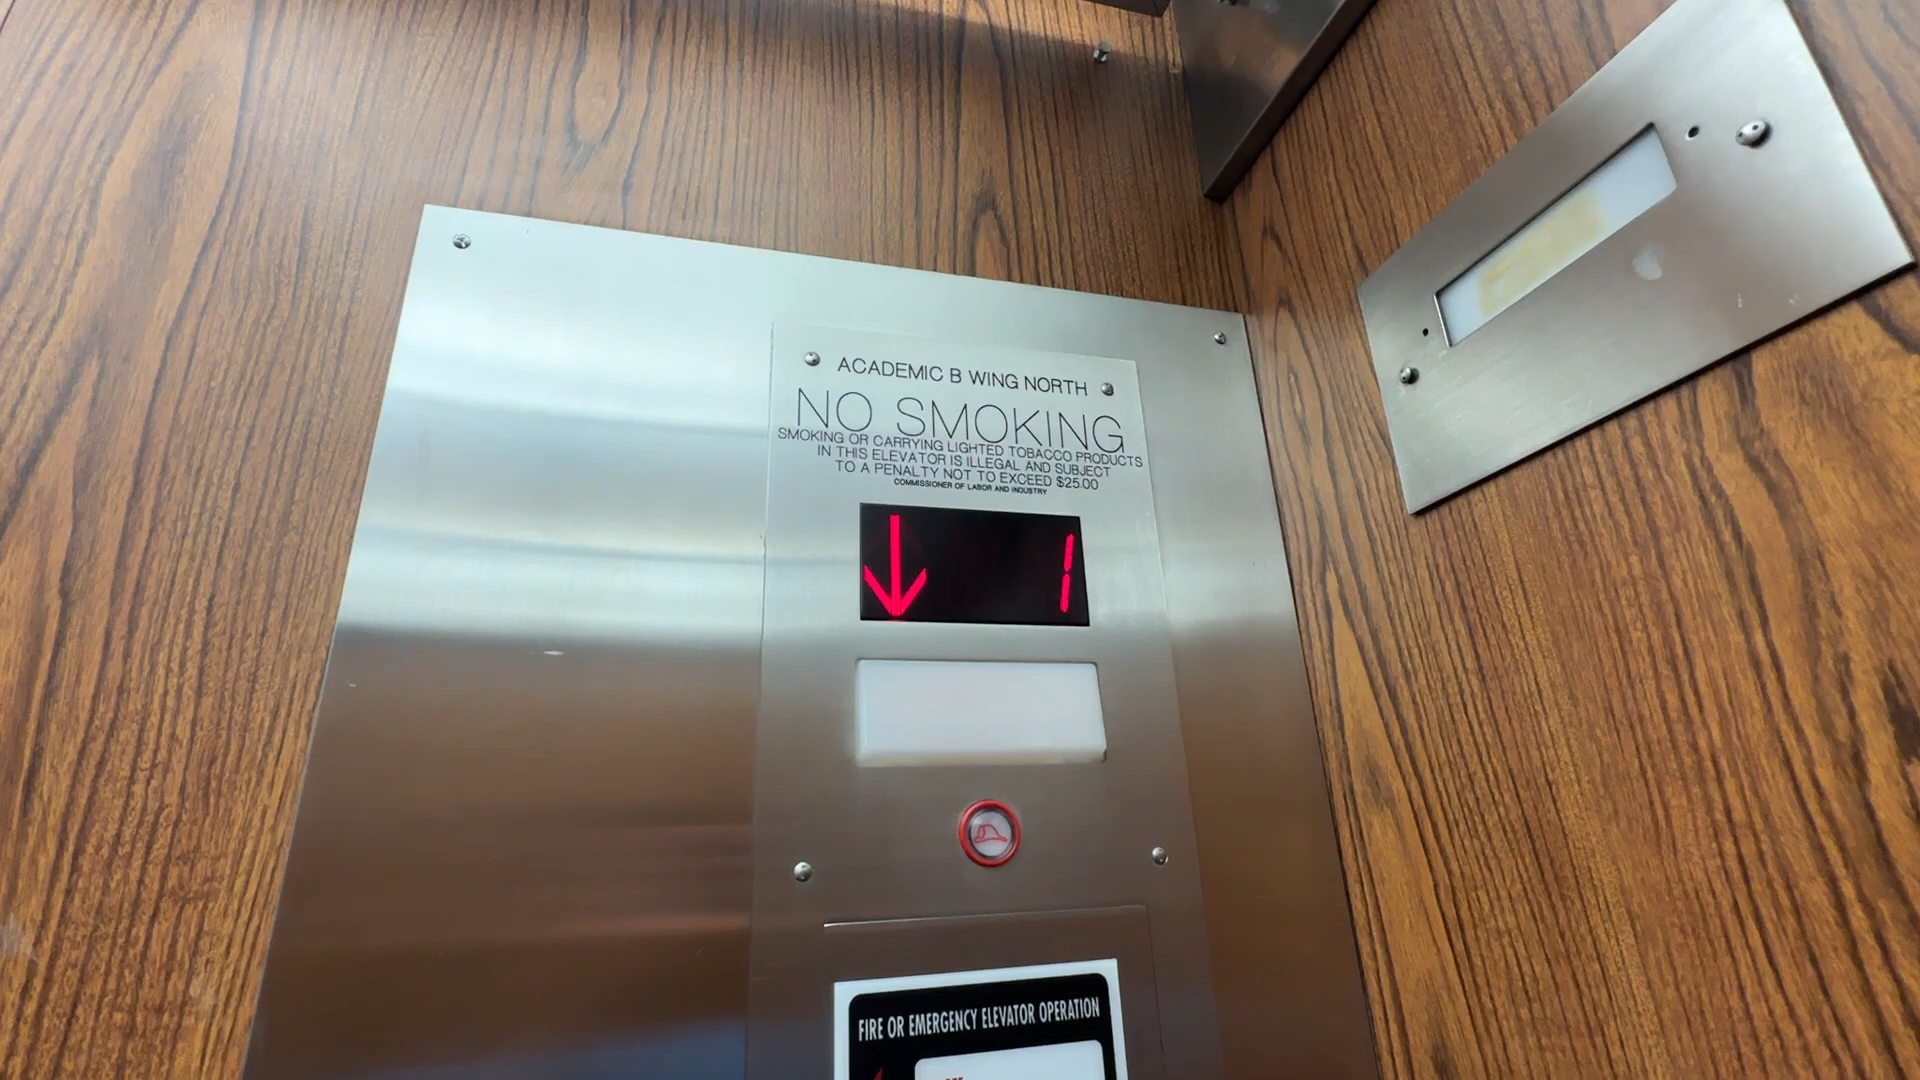 ACADEMIC B WING NORTH
NO SMOKING
SMOKING OR CARRYING LIGHTED TOBACCO PRODUCTS
IN THIS ELEVATOR IS ILLEGAL AND SUBJECT
TO A PENALTY NOT TO EXCEED $25.00
COMMISSIONER OF LABOR AND INDUSTRY
1
FIRE OR EMERGENCY ELEVATOR OPERATION